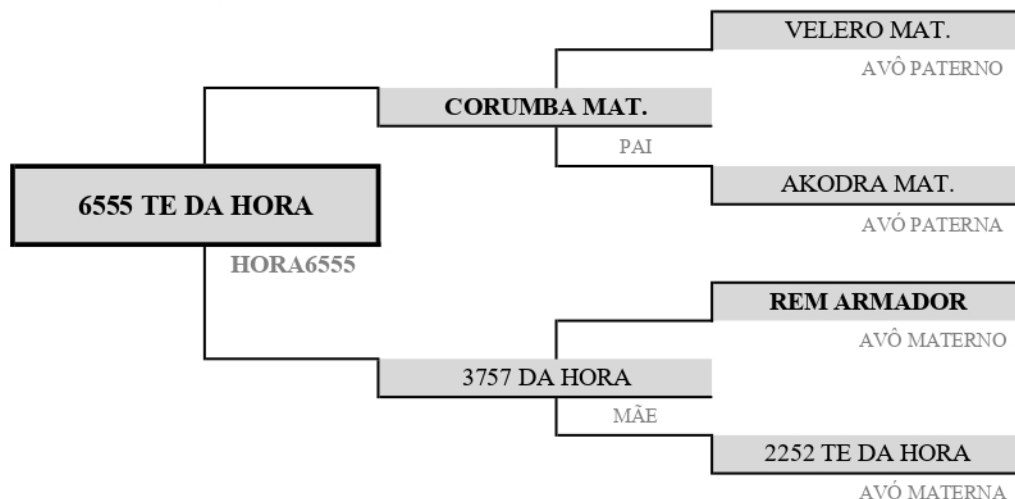 VELERO MAT.
AVÔ PATERNO
CORUMBA MAT.
PAI
AKODRA MAT.
AVÓ PATERNA
6555 TE DA HORA
HORA6555
REM ARMADOR
AVÔ MATERNO
3757 DA HORA
MÃE
2252 TE DA HORA
AVÓ MATERNA